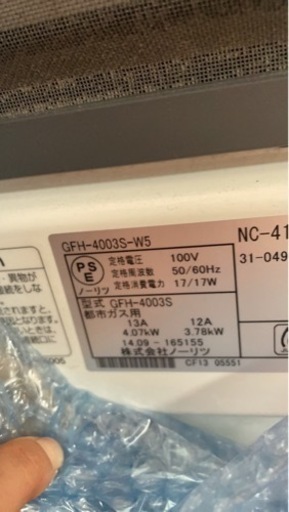 GFH-4003S-W5
NC-41
PS
E
ノーリツ
定格電圧 100V
定格周波数 50/60Hz
定格消費電力 17/17W
31-049
型式 GFH-4003S
都市ガス用
13A 12A
4.07kW 3.78kW
14.09-165155
株式会社ノーリツ
CF13 05551
・異物が